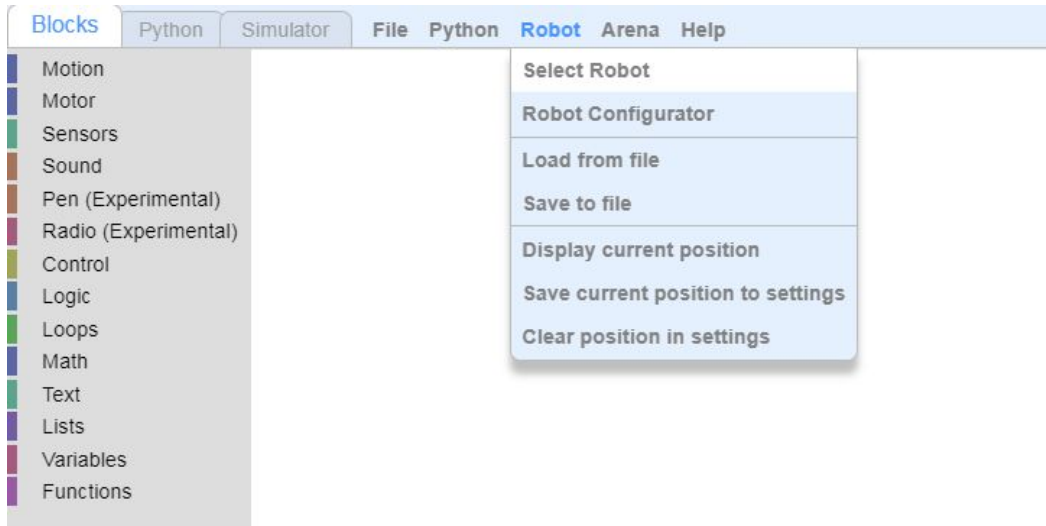 Blocks Python Simulator File Python Robot Arena Help
Motion
Motor
Sensors
Sound
Pen (Experimental)
Radio (Experimental)
Control
Logic
Loops
Math
Text
Lists
Variables
Functions
Select Robot
Robot Configurator
Load from file
Save to file
Display current position
Save current position to settings
Clear position in settings